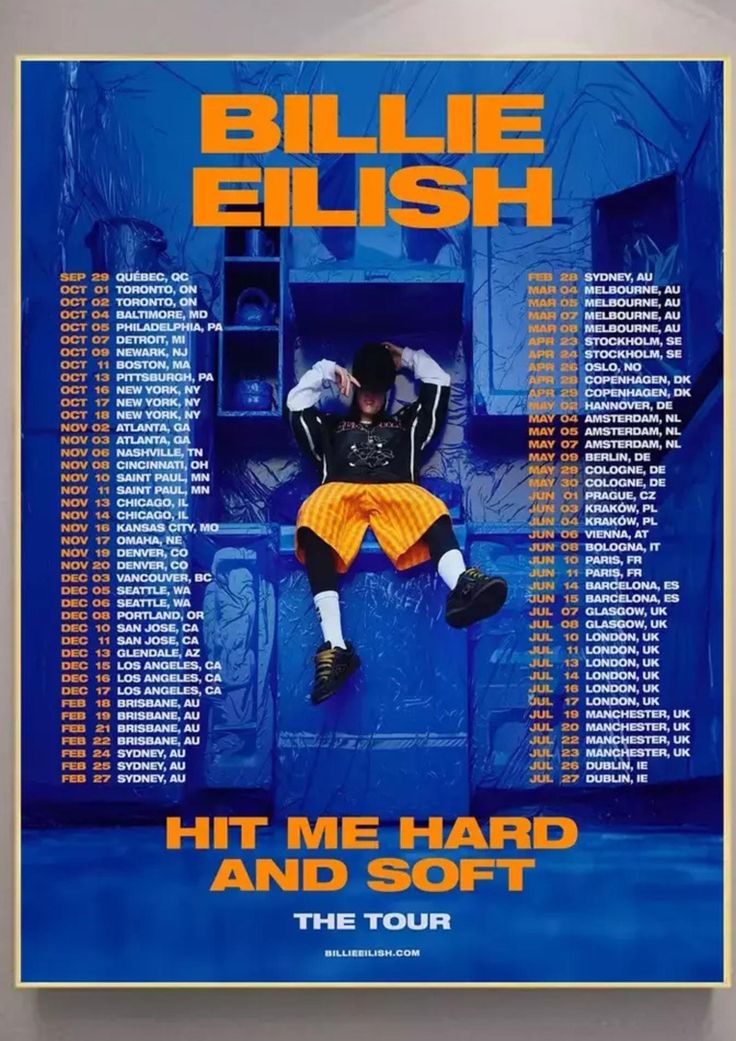 BILLIE
EILISH
SEP 29 QUÉBEC, QC
OCT 01 TORONTO, ON
OCT 02 TORONTO, ON
OCT 04 BALTIMORE, MD
OCT 05 PHILADELPHIA, PA
OCT 07 DETROIT, MI
OCT 09 NEWARK, NJ
OCT 11 BOSTON, MA
OCT 13 PITTSBURGH, PA
OCT 16 NEW YORK, NY
OCT 17 NEW YORK, NY
OCT 18 NEW YORK, NY
NOV 02 ATLANTA, GA
NOV 03 ATLANTA, GA
NOV 06 NASHVILLE, TN
NOV 08 CINCINNATI, OH
NOV 10 SAINT PAUL, MN
NOV 11 SAINT PAUL, MN
NOV 13 CHICAGO, IL
NOV 14 CHICAGO, IL
NOV 16 KANSAS CITY, MO
NOV 17 OMAHA, NE
NOV 19 DENVER, CO
NOV 20 DENVER, CO
DEC 03 VANCOUVER, BC
DEC 05 SEATTLE, WA
DEC 06 SEATTLE, WA
DEC 08 PORTLAND, OR
DEC 10 SAN JOSE, CA
DEC 11 SAN JOSE, CA
DEC 13 GLENDALE, AZ
DEC 15 LOS ANGELES, CA
DEC 16 LOS ANGELES, CA
DEC 17 LOS ANGELES, CA
FEB 18 BRISBANE, AU
FEB 19 BRISBANE, AU
FEB 21 BRISBANE, AU
FEB 22 BRISBANE, AU
FEB 24 SYDNEY, AU
FEB 25 SYDNEY, AU
FEB 27 SYDNEY, AU
FEB 28 SYDNEY, AU
MAR 04 MELBOURNE, AU
MAR 05 MELBOURNE, AU
MAR 07 MELBOURNE, AU
MAR 08 MELBOURNE, AU
APR 23 STOCKHOLM, SE
APR 24 STOCKHOLM, SE
APR 26 OSLO, NO
APR 28 COPENHAGEN, DK
APR 29 COPENHAGEN, DK
MAY 02 HANNOVER, DE
MAY 04 AMSTERDAM, NL
MAY 05 AMSTERDAM, NL
MAY 07 AMSTERDAM, NL
MAY 09 BERLIN, DE
MAY 29 COLOGNE, DE
MAY 30 COLOGNE, DE
JUN 01 PRAGUE, CZ
JUN 03 KRAKÓW, PL
JUN 04 KRAKÓW, PL
JUN 06 VIENNA, AT
JUN 08 BOLOGNA, IT
JUN 10 PARIS, FR
JUN 11 PARIS, FR
JUN 14 BARCELONA, ES
JUN 15 BARCELONA, ES
JUL 07 GLASGOW, UK
JUL 08 GLASGOW, UK
JUL 10 LONDON, UK
JUL 11 LONDON, UK
JUL 13 LONDON, UK
JUL 14 LONDON, UK
JUL 16 LONDON, UK
JUL 17 LONDON, UK
JUL 19 MANCHESTER, UK
JUL 20 MANCHESTER, UK
JUL 22 MANCHESTER, UK
JUL 23 MANCHESTER, UK
JUL 26 DUBLIN, IE
JUL 27 DUBLIN, IE
HIT ME HARD
AND SOFT
THE TOUR
BILLIEEILISH.COM